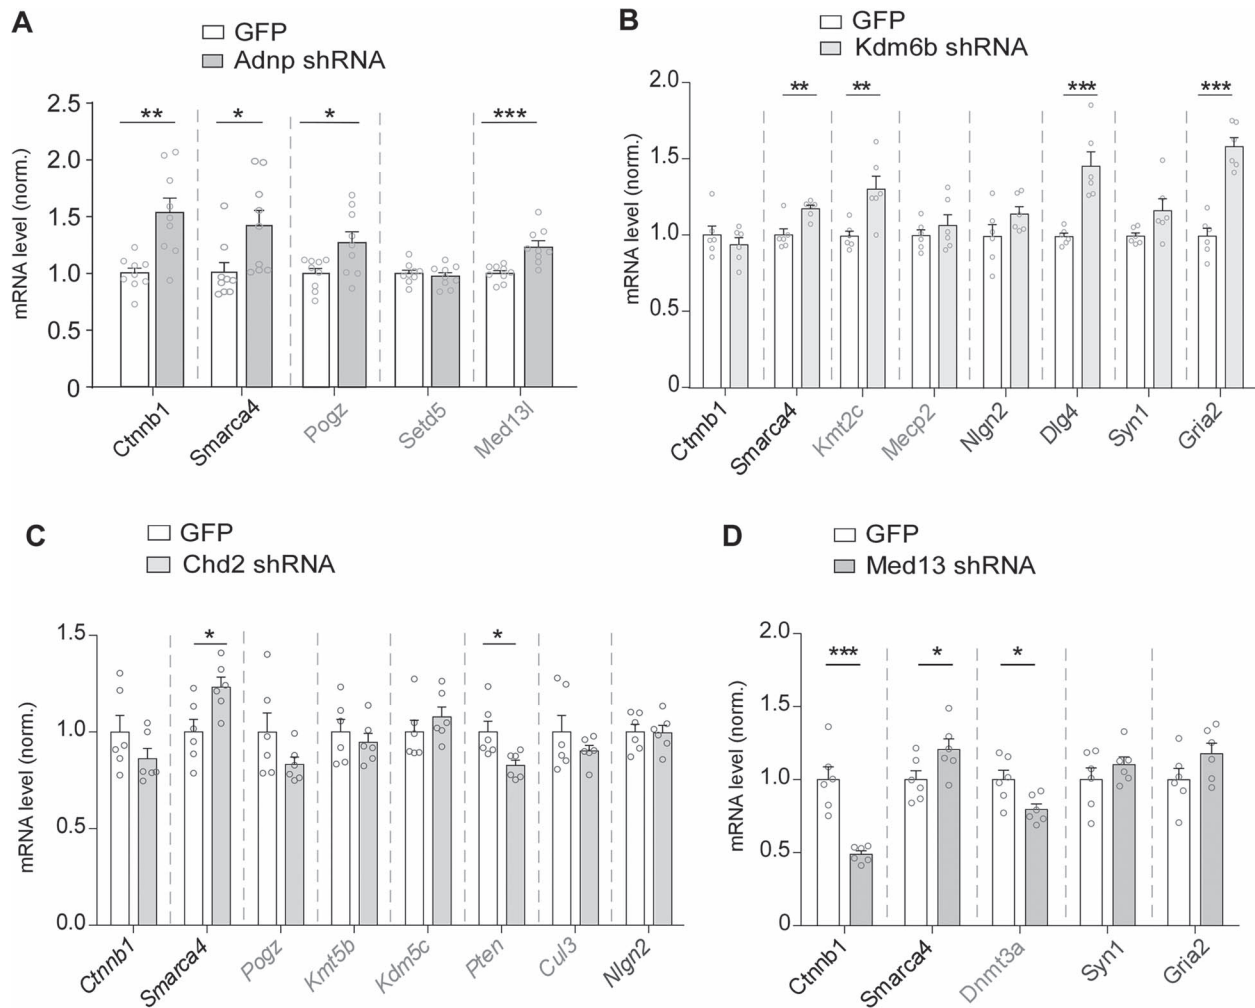 A
GFP
Adnp shRNA
mRNA level (norm.)
2.5
2.0
1.5
1.0
0.5
0
** * * ***
Ctnnb1 Smarca4 Pogz Setd5 Med13l
B
GFP
Kdm6b shRNA
mRNA level (norm.)
2.0
1.5
1.0
0.5
0
** ** *** ***
Ctnnb1 Smarca4 Kmt2c Mecp2 Nlgn2 Dlg4 Syn1 Gria2
C
GFP
Chd2 shRNA
mRNA level (norm.)
1.5
1.0
0.5
0.0
* *
Ctnnb1 Smarca4 Pogz Kmt5b Kdm5c Pten Cul3 Nlgn2
D
GFP
Med13 shRNA
mRNA level (norm.)
2.0
1.5
1.0
0.5
0
*** * *
Ctnnb1 Smarca4 Dnmt3a Syn1 Gria2